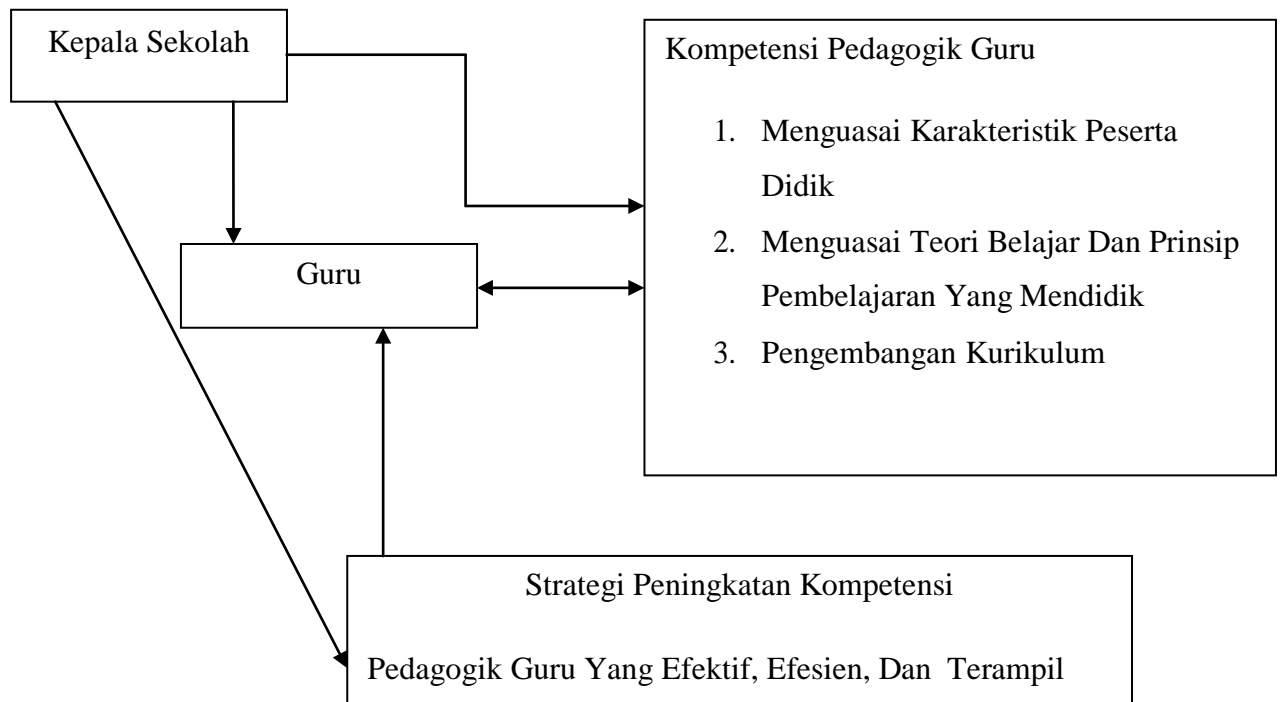 Kepala Sekolah
Kompetensi Pedagogik Guru
1. Menguasai Karakteristik Peserta
Didik
2. Menguasai Teori Belajar Dan Prinsip
Pembelajaran Yang Mendidik
3. Pengembangan Kurikulum
Guru
Strategi Peningkatan Kompetensi
Pedagogik Guru Yang Efektif, Efesien, Dan Terampil